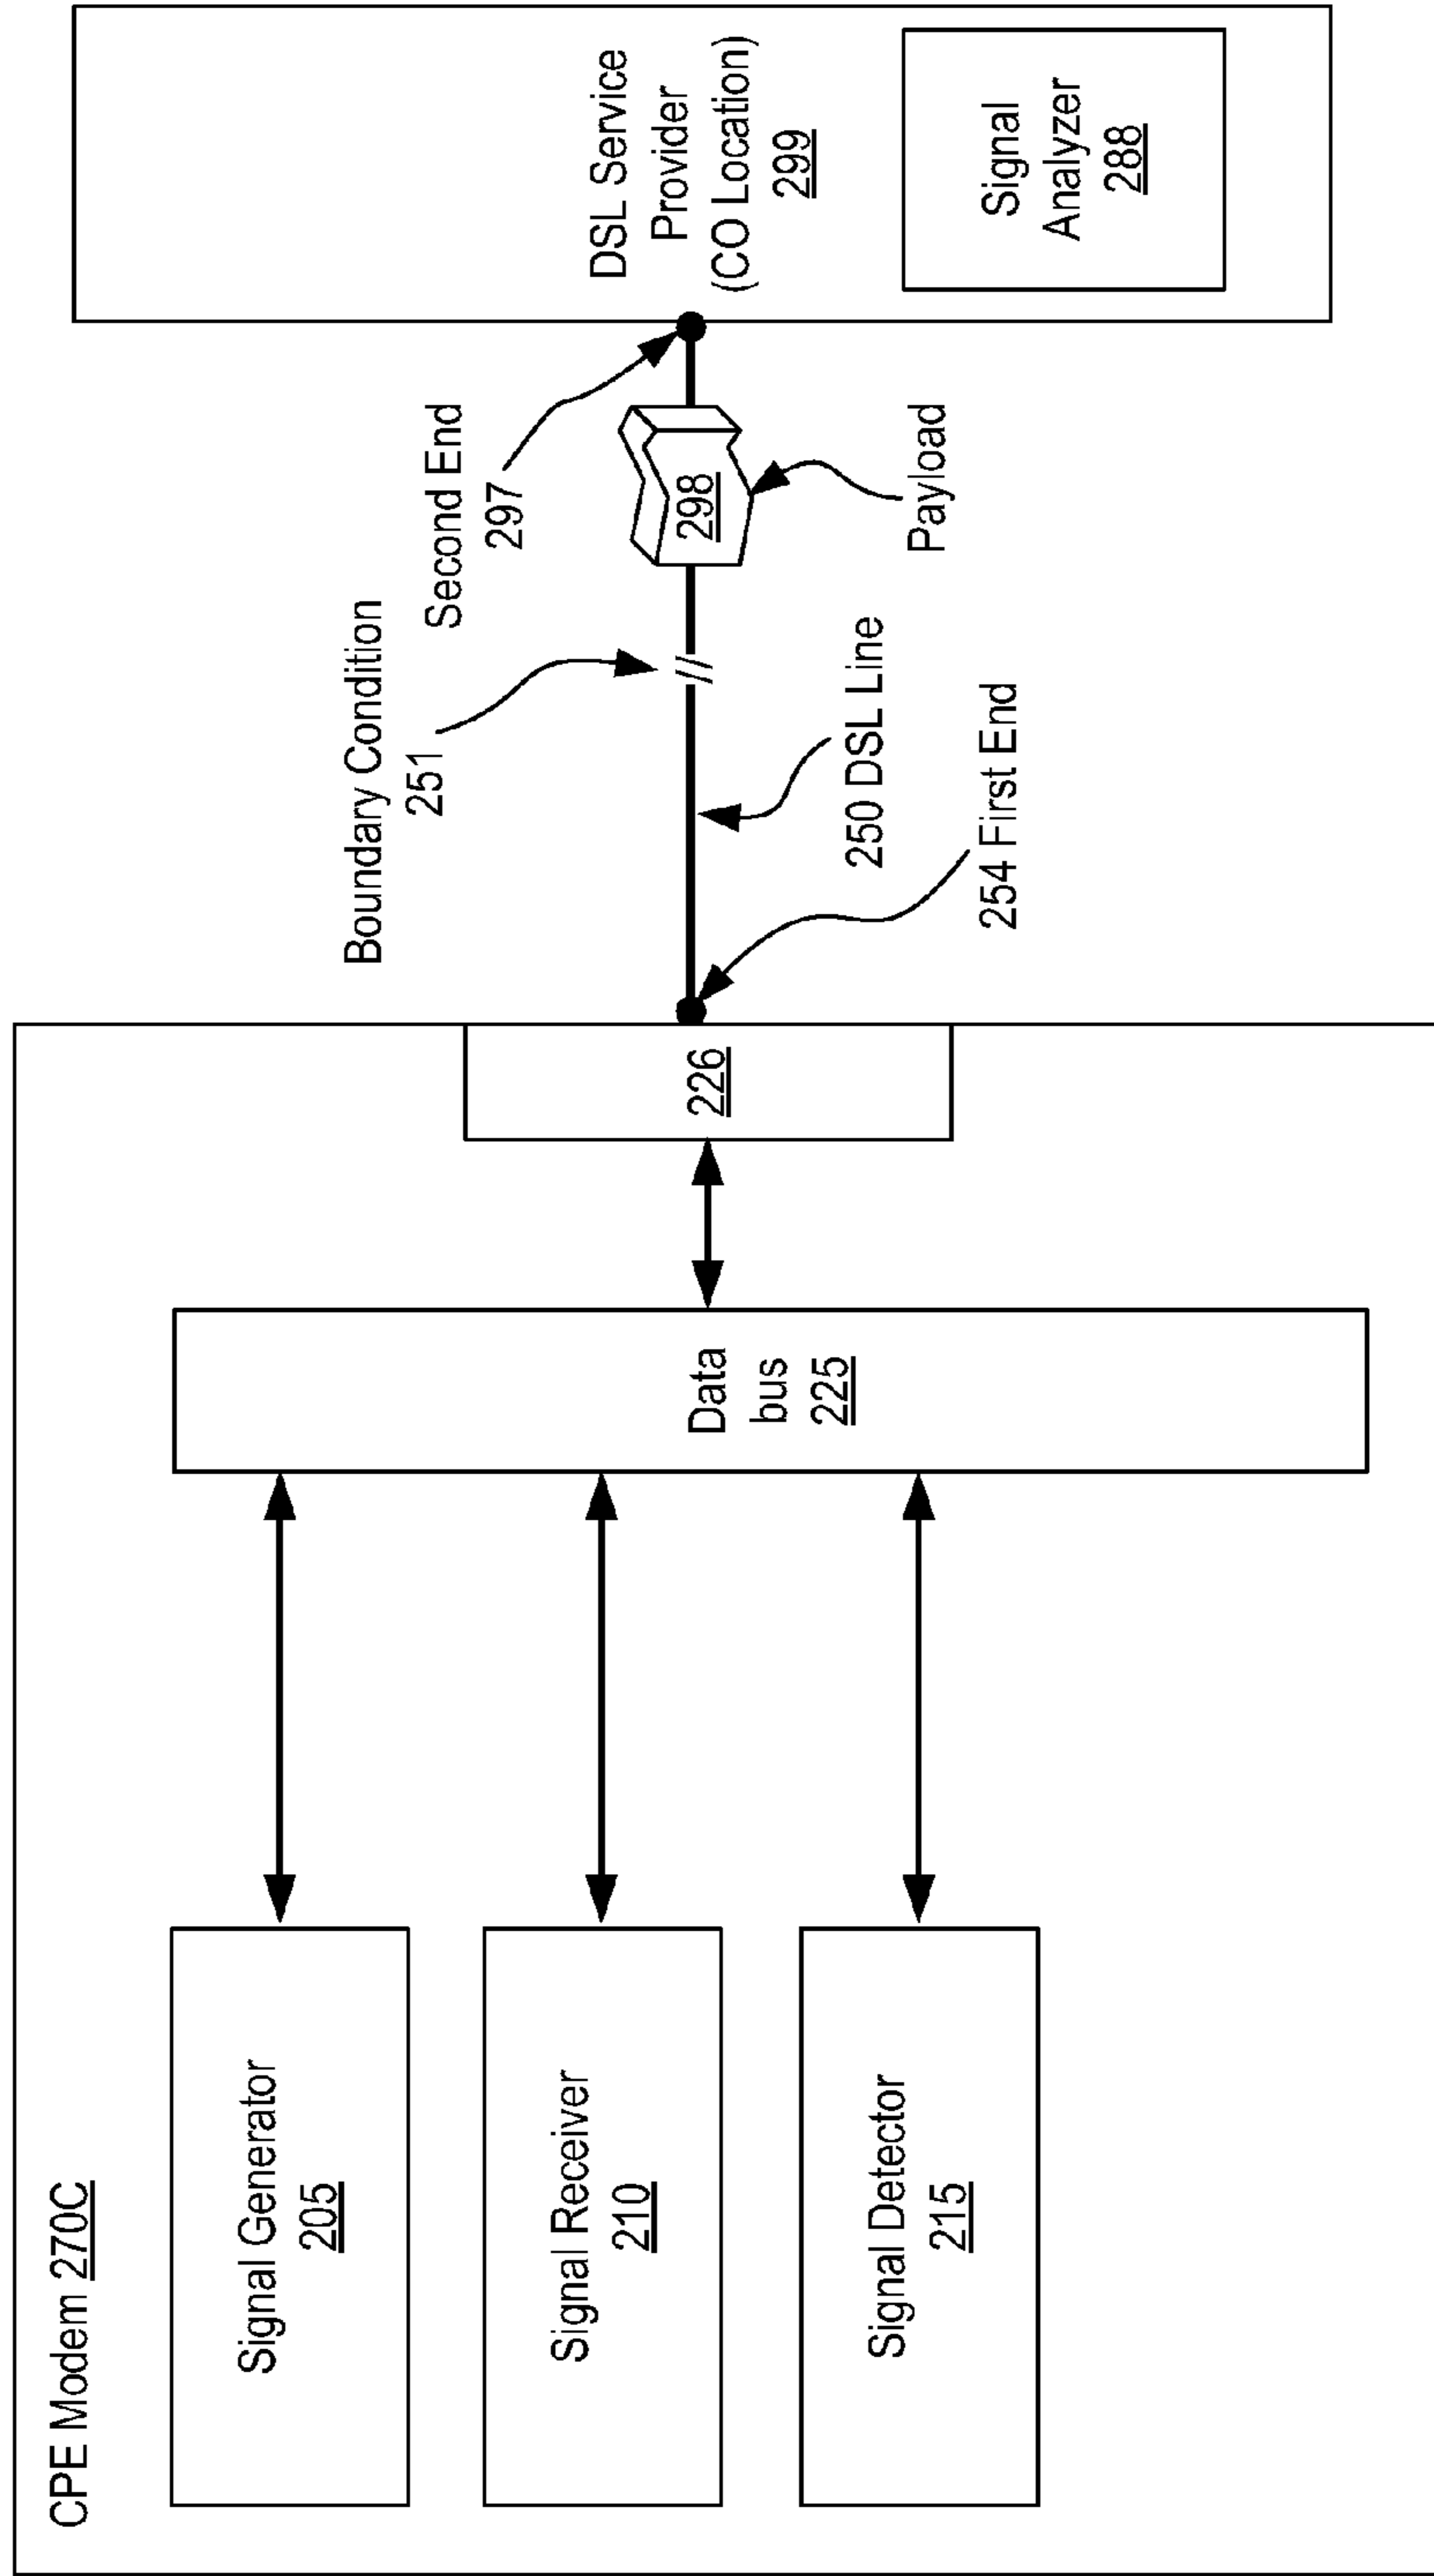 CPE Modem 270C
Signal Generator
205
Signal Receiver
210
Signal Detector
215
Data
bus
225
226
Boundary Condition
251
Second End
297
298
Payload
250 DSL Line
254 First End
DSL Service
Provider
(CO Location)
299
Signal
Analyzer
288